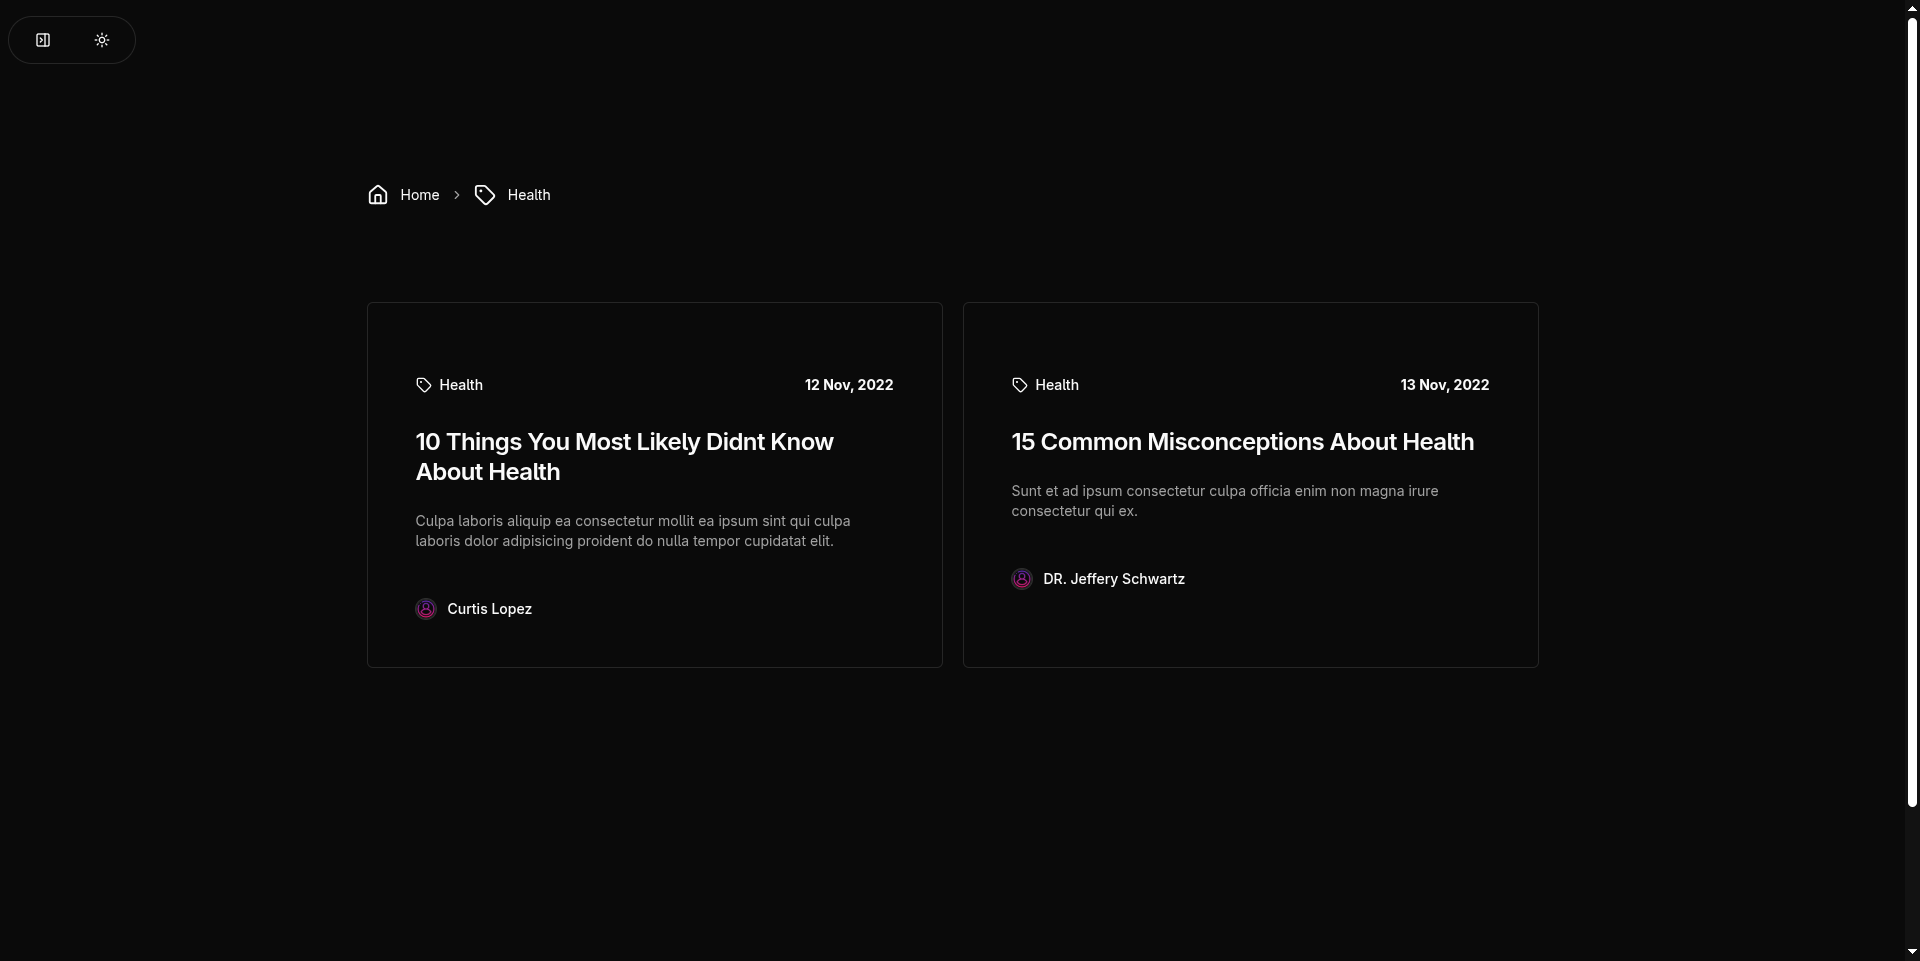 Home
Health
Health
12 Nov, 2022
10 Things You Most Likely Didnt Know
About Health
Culpa laboris aliquip ea consectetur mollit ea ipsum sint qui culpa
laboris dolor adipisicing proident do nulla tempor cupidatat elit.
Curtis Lopez
Health
13 Nov, 2022
15 Common Misconceptions About Health
Sunt et ad ipsum consectetur culpa officia enim non magna irure
consectetur qui ex.
DR. Jeffery Schwartz